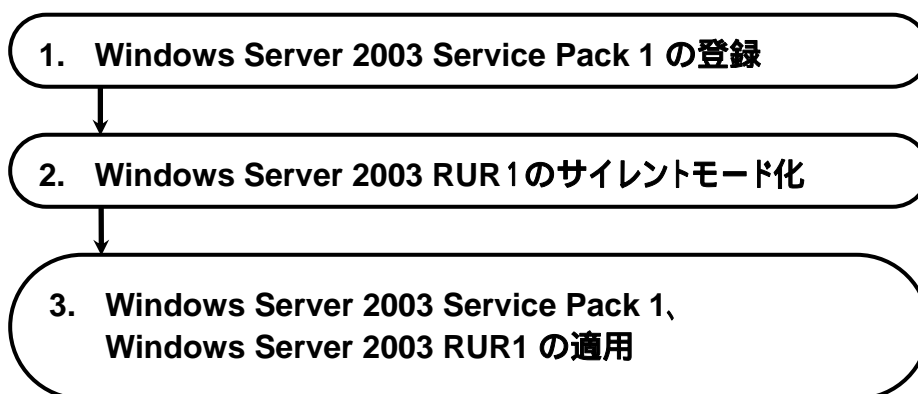 1. Windows Server 2003 Service Pack 1 の登録
2. Windows Server 2003 RUR1のサイレントモード化
3. Windows Server 2003 Service Pack 1、
Windows Server 2003 RUR1 の適用